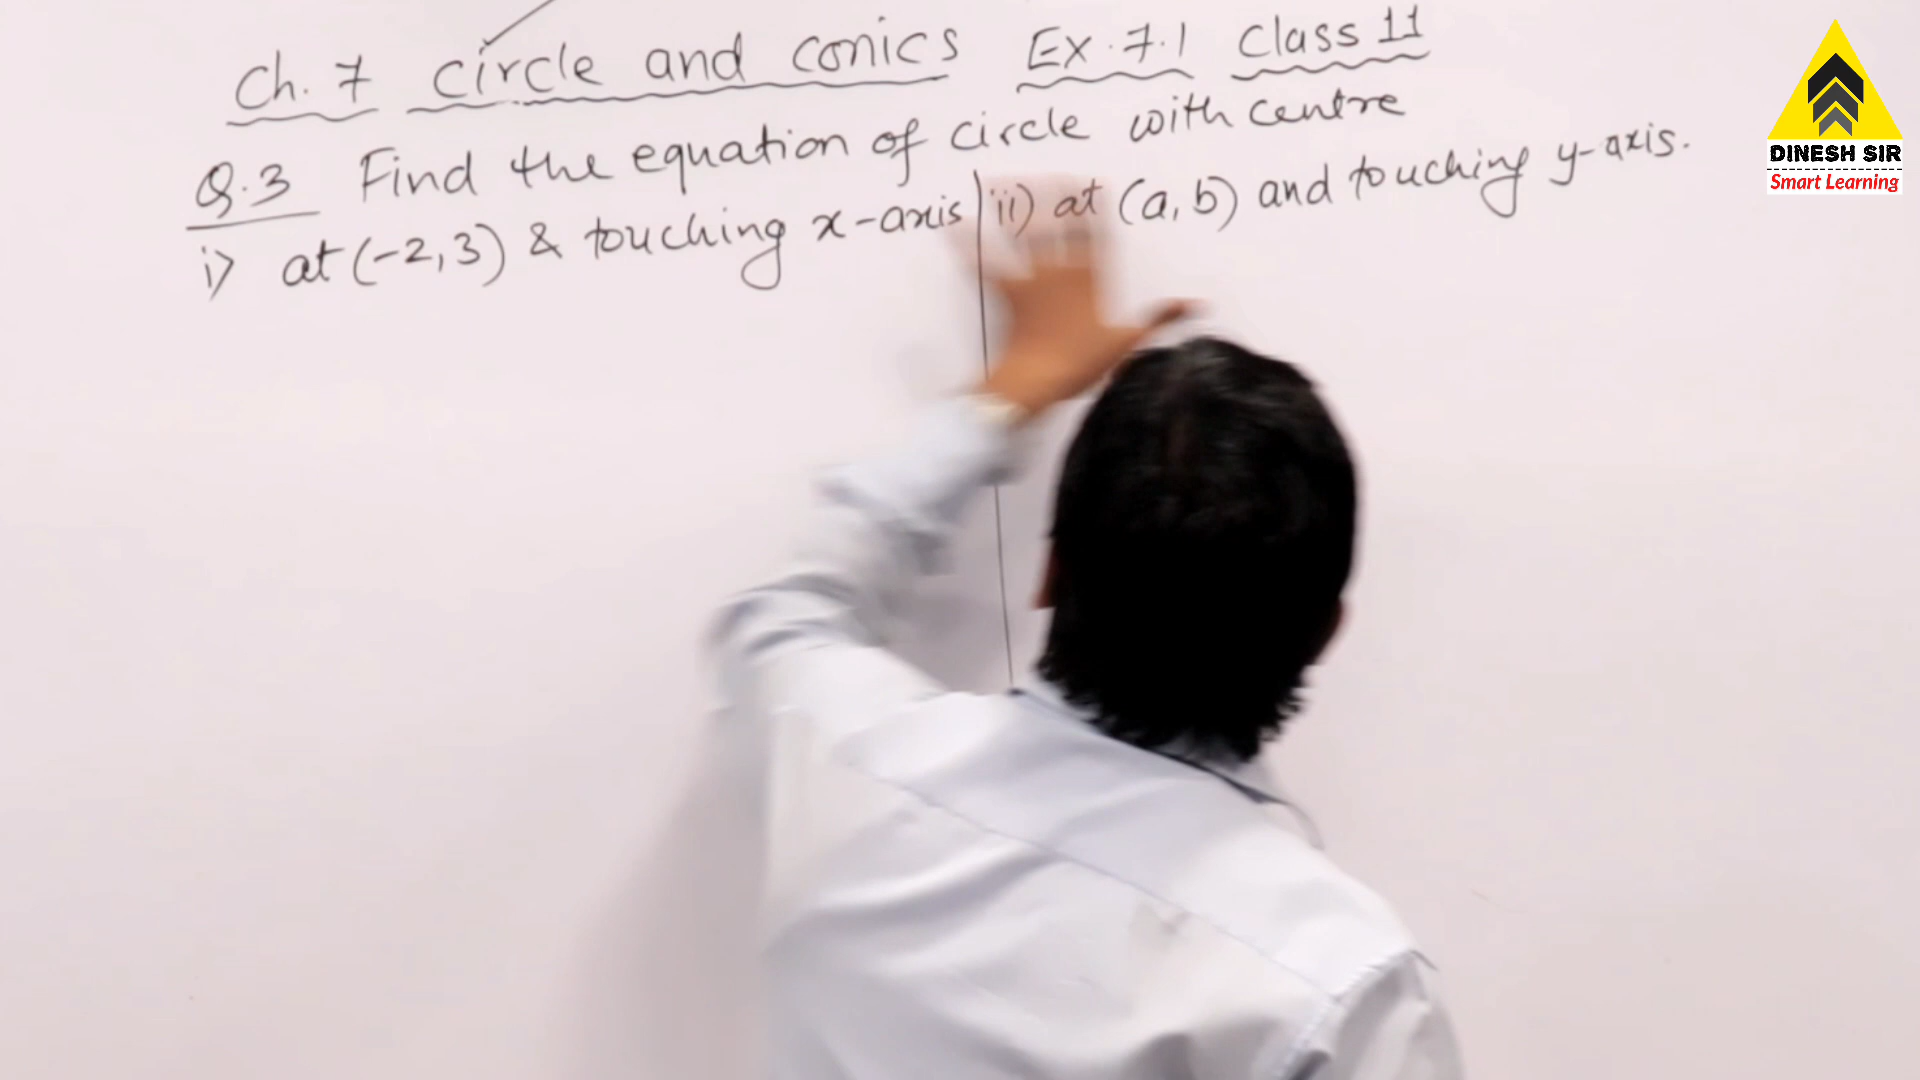 Ch. 7 circle and conics Ex. 7.1 Class 11
Q.3 Find the equation of circle with centre
i) at (-2, 3) & touching x-axis | ii) at (a, b) and touching y-axis.
DINESH SIR
Smart Learning